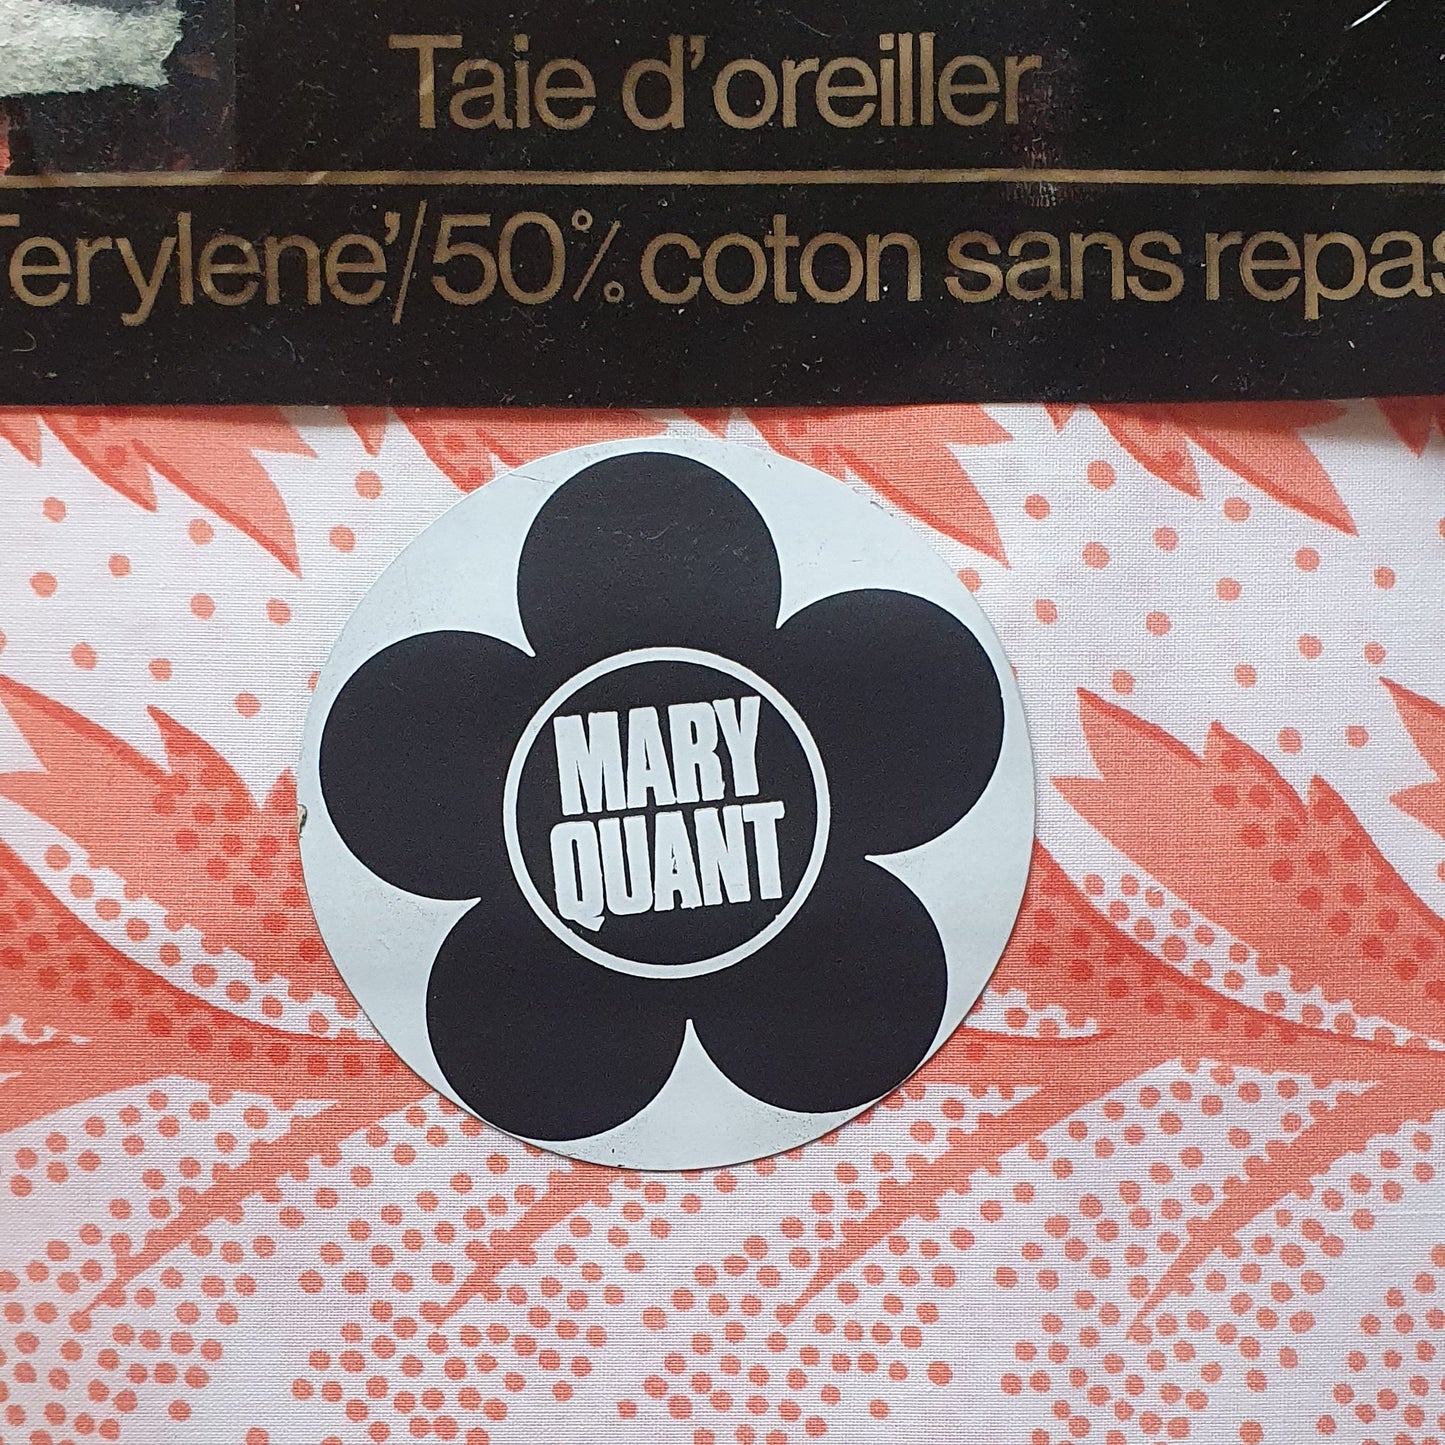 Taie d'oreiller
Terylene'/50% coton sans repas
MARY
QUANT